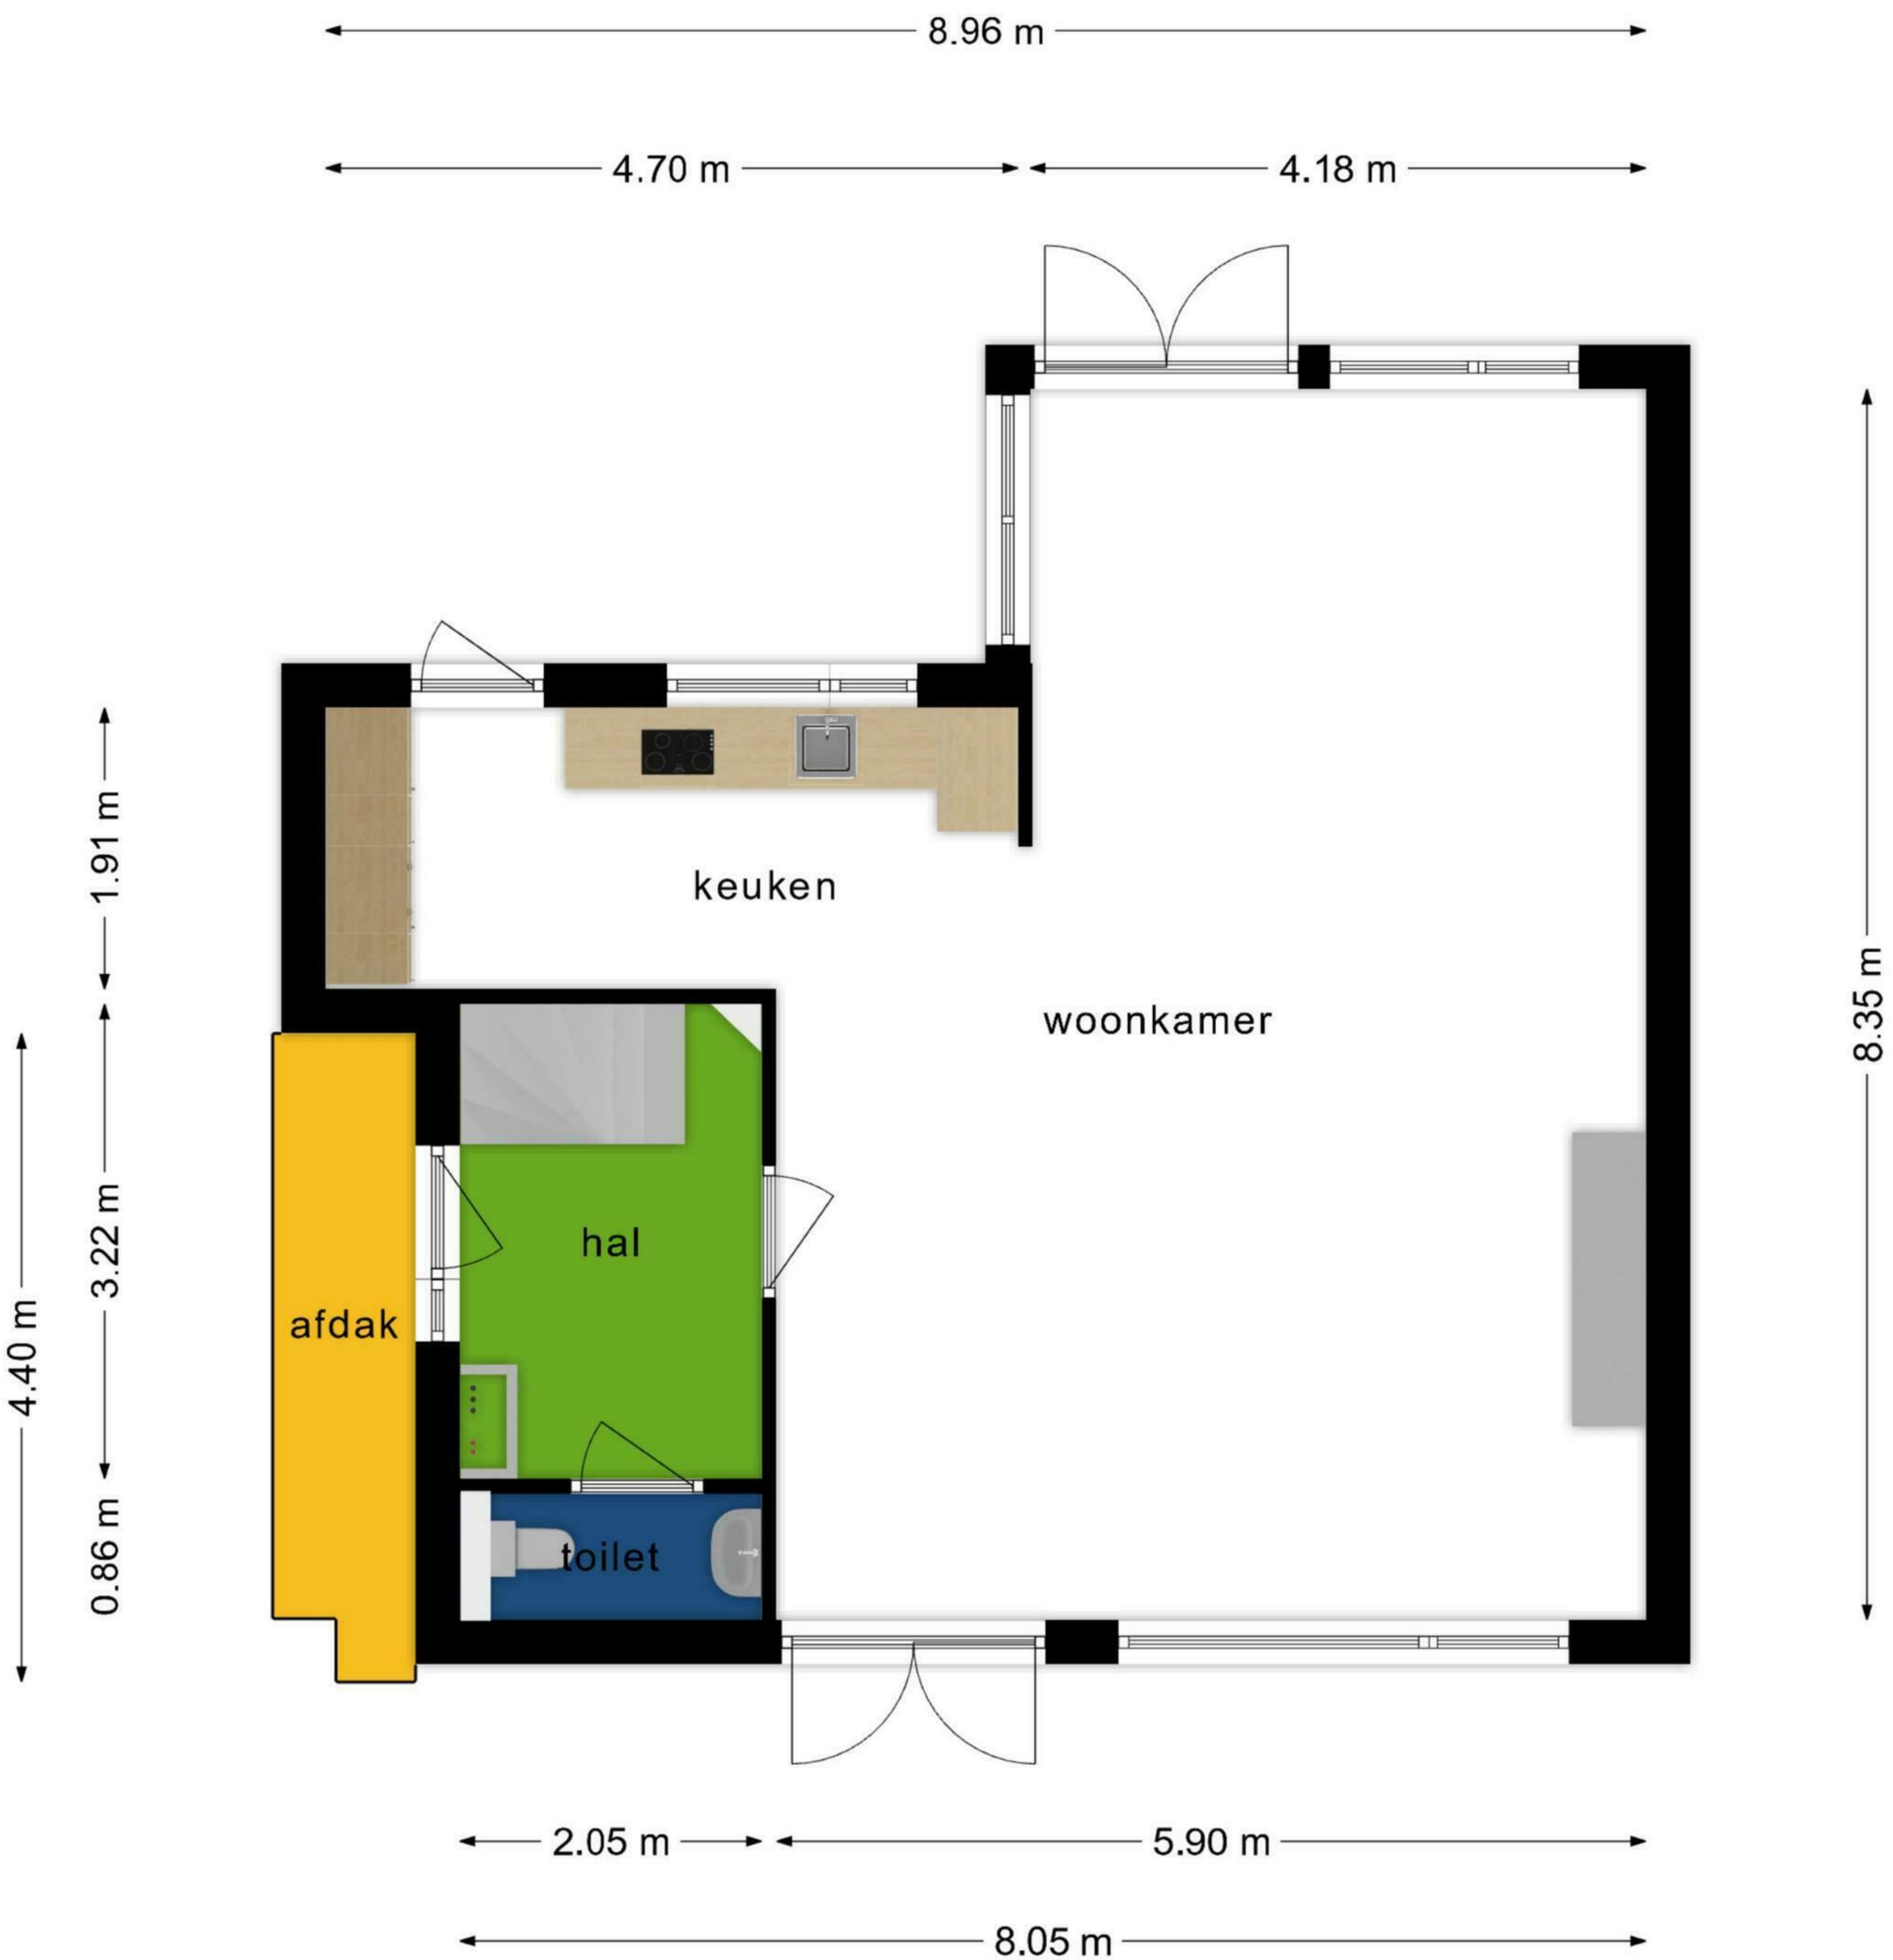 8.96 m
4.70 m
4.18 m
1.91 m
keuken
woonkamer
8.35 m
3.22 m
hal
4.40 m
afdak
0.86 m
toilet
2.05 m
5.90 m
8.05 m